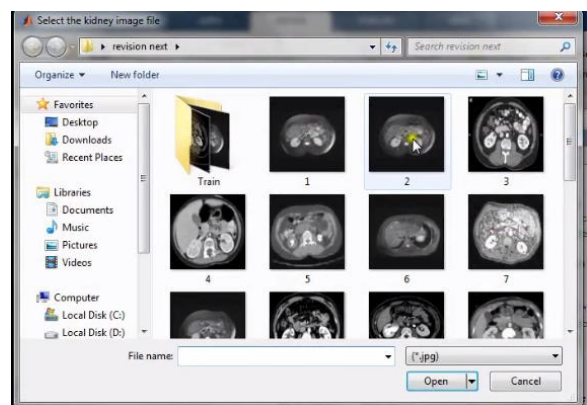 Select the kidney image file
revision next
Search revision next
Organize
New folder
Favorites
Desktop
Downloads
Recent Places
Libraries
Documents
Music
Pictures
Videos
Computer
Local Disk (C:)
Local Disk (D:)
Train
1
2
3
4
5
6
7
File name:
(*.jpg)
Open
Cancel